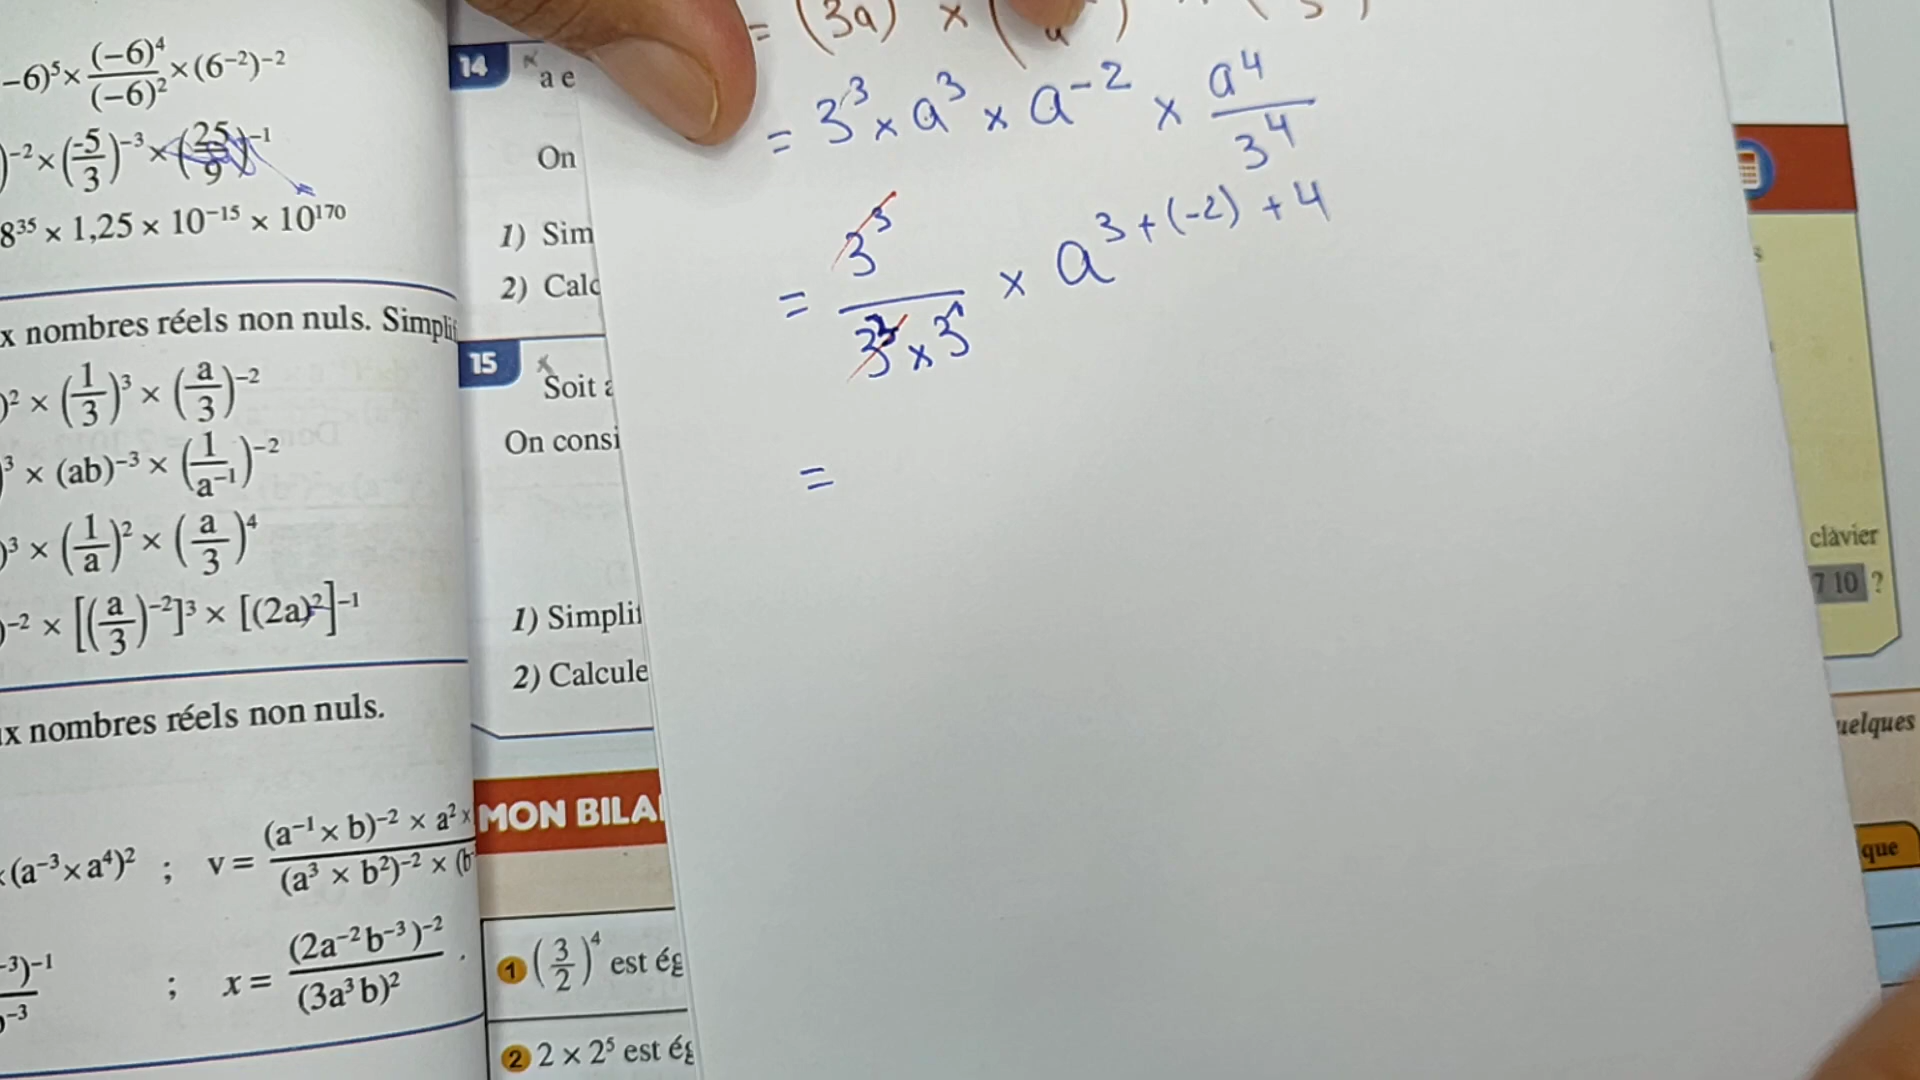 -6)⁵ × (-6)⁴/(-6)² × (6⁻²)⁻²
)⁻² × (-5/3)⁻³ × (25/9)⁻¹
8³⁵ × 1,25 × 10⁻¹⁵ × 10¹⁷⁰
x nombres réels non nuls. Simplif
)² × (1/3)³ × (a/3)⁻²
³ × (ab)⁻³ × (1/a⁻¹)⁻²
)³ × (1/a)² × (a/3)⁴
)⁻² × [(a/3)⁻²]³ × [(2a)²]⁻¹
x nombres réels non nuls.
× (a⁻³ × a⁴)² ; v = (a⁻¹ × b)⁻² × a² × / (a³ × b²)⁻² × (b
⁻³)⁻¹ / ⁻³ ; x = (2a⁻²b⁻³)⁻² / (3a³b)² .
14
a e
On
1) Sim
2) Calc
15
Soit a
On consi
1) Simplif
2) Calcule
MON BILA
1 (3/2)⁴ est ég
2 2 × 2⁵ est ég
= (3a) × (
= 3³ × a³ × a⁻² × a⁴/3⁴
= 3³/(3³ × 3¹) × a³⁺⁽⁻²⁾⁺⁴
=
clavier
7 10 ?
uelques
que